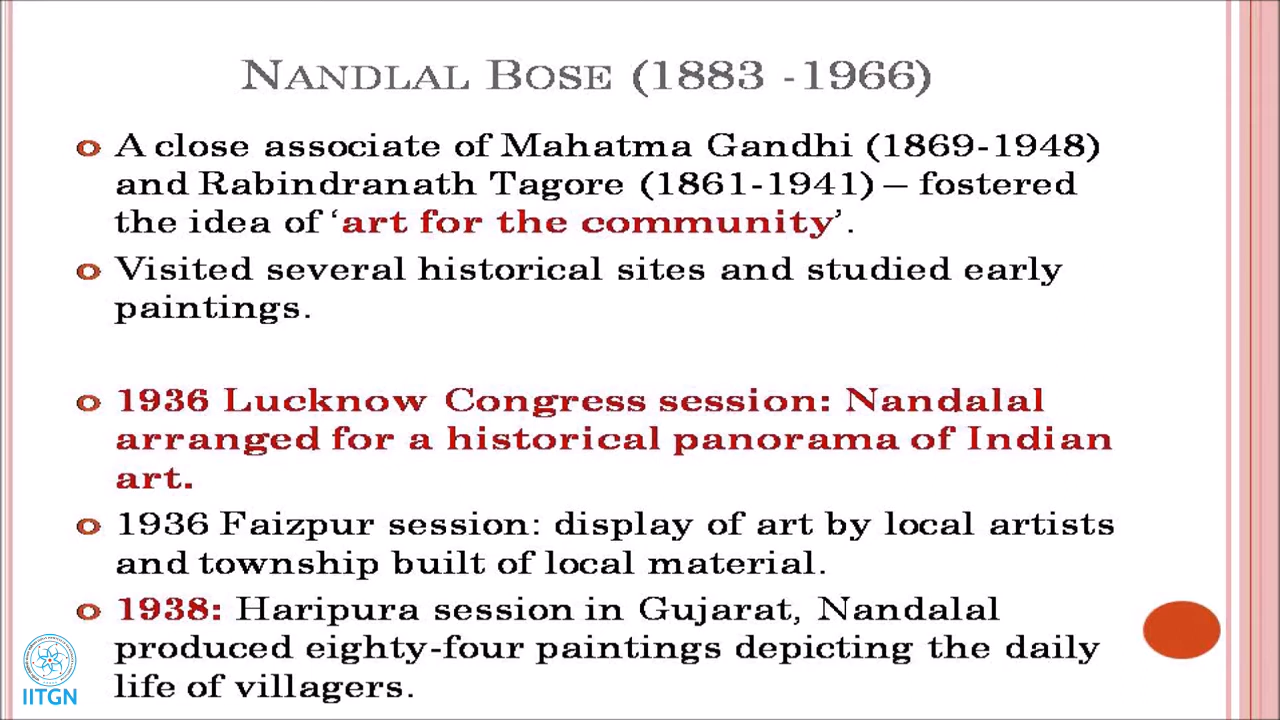 NANDLAL BOSE (1883 -1966)
A close associate of Mahatma Gandhi (1869-1948)
and Rabindranath Tagore (1861-1941) – fostered
the idea of ‘art for the community’.
Visited several historical sites and studied early
paintings.
1936 Lucknow Congress session: Nandalal
arranged for a historical panorama of Indian
art.
1936 Faizpur session: display of art by local artists
and township built of local material.
1938: Haripura session in Gujarat, Nandalal
produced eighty-four paintings depicting the daily
life of villagers.
IITGN